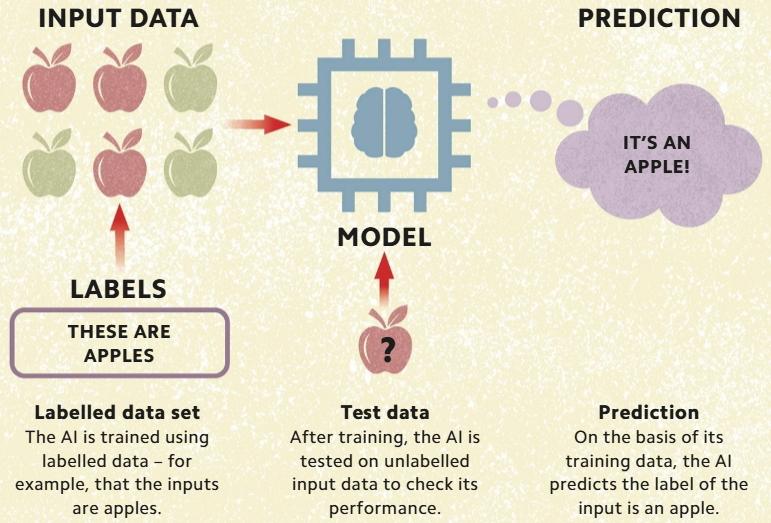 INPUT DATA
PREDICTION
IT'S AN
APPLE!
MODEL
LABELS
THESE ARE
APPLES
?
Labelled data set
The AI is trained using
labelled data – for
example, that the inputs
are apples.
Test data
After training, the AI is
tested on unlabelled
input data to check its
performance.
Prediction
On the basis of its
training data, the AI
predicts the label of the
input is an apple.